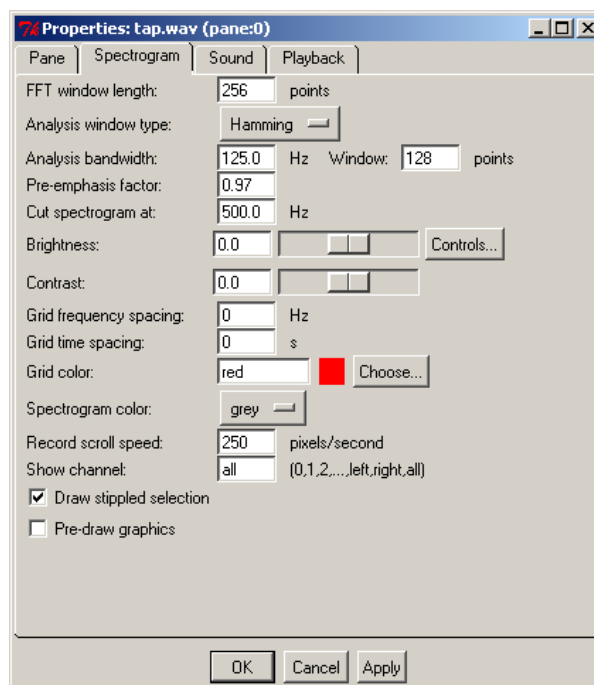 Properties: tap.wav (pane:0)
Pane Spectrogram Sound Playback
FFT window length: 256 points
Analysis window type: Hamming
Analysis bandwidth: 125.0 Hz Window: 128 points
Pre-emphasis factor: 0.97
Cut spectrogram at: 500.0 Hz
Brightness: 0.0 Controls...
Contrast: 0.0
Grid frequency spacing: 0 Hz
Grid time spacing: 0 s
Grid color: red Choose...
Spectrogram color: grey
Record scroll speed: 250 pixels/second
Show channel: all (0,1,2,...,left,right,all)
Draw stippled selection
Pre-draw graphics
OK Cancel Apply